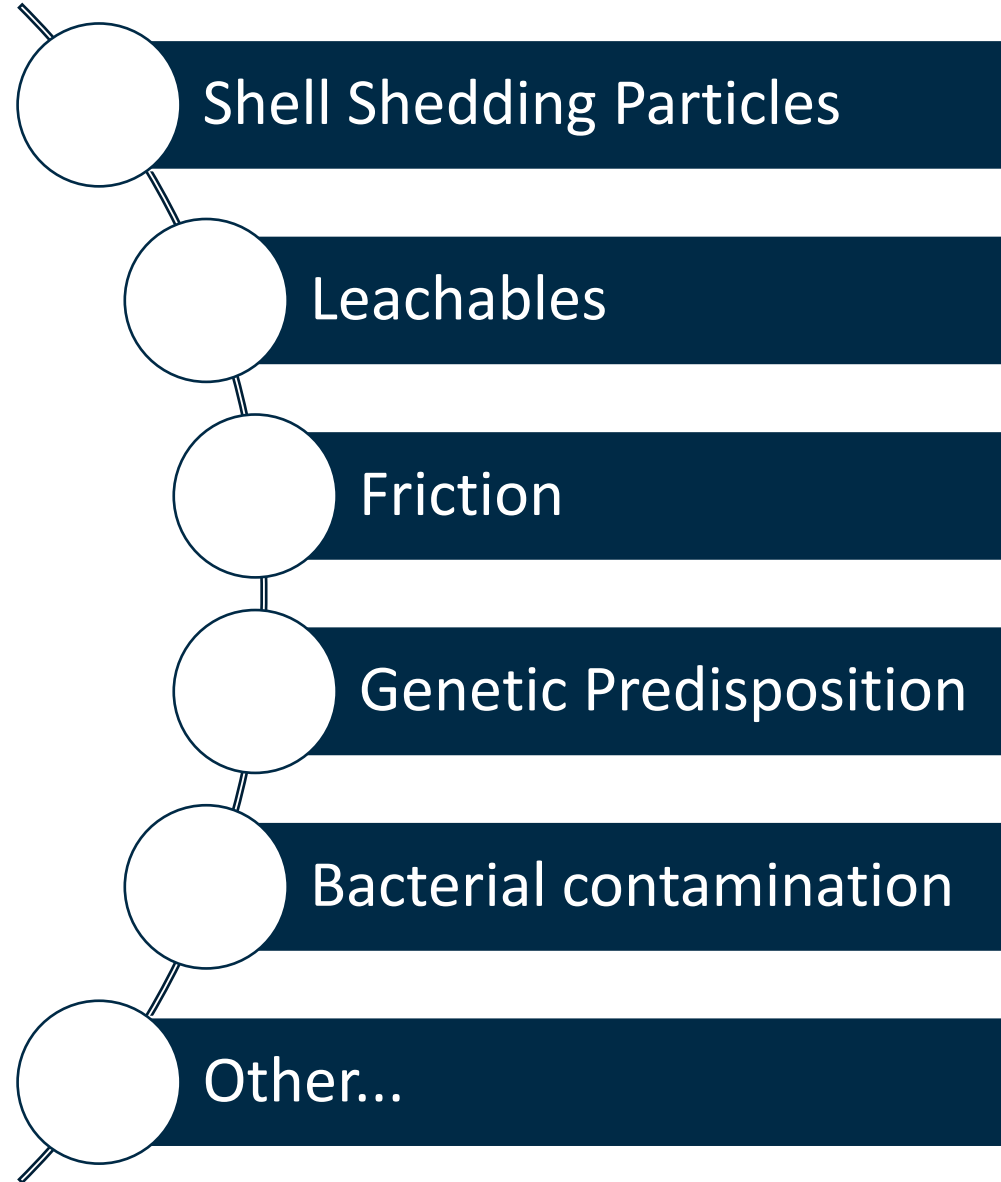 Shell Shedding Particles
Leachables
Friction
Genetic Predisposition
Bacterial contamination
Other...